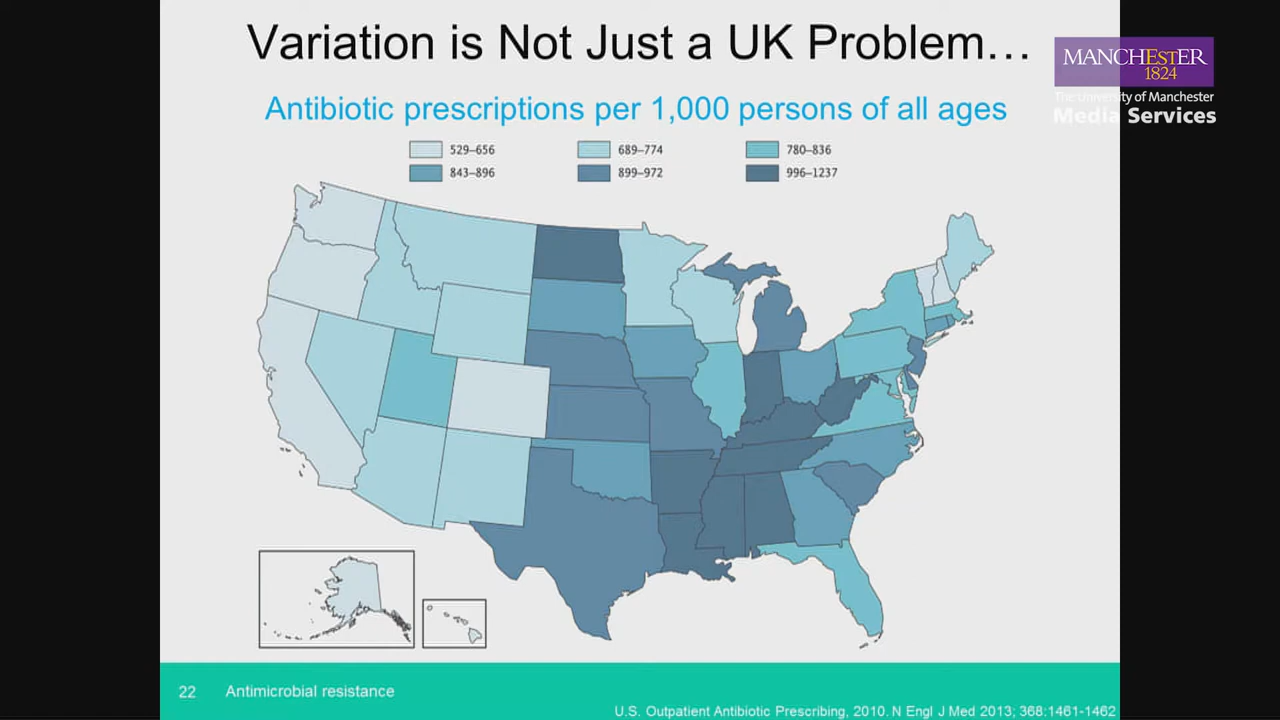 Variation is Not Just a UK Problem…
MANCHESTER
1824
The University of Manchester
Media Services
Antibiotic prescriptions per 1,000 persons of all ages
529–656
689–774
780–836
843–896
899–972
996–1237
22 Antimicrobial resistance
U.S. Outpatient Antibiotic Prescribing, 2010. N Engl J Med 2013; 368:1461-1462